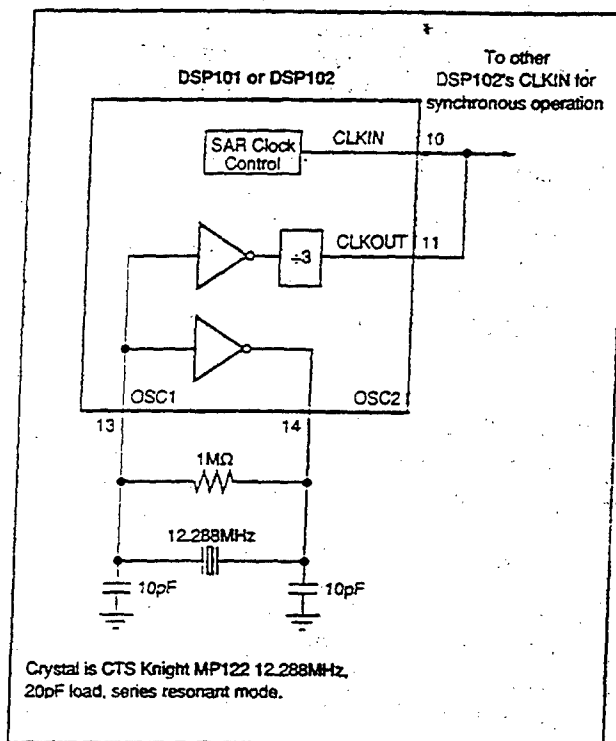 To other
DSP101 or DSP102
DSP102's CLKIN for
synchronous operation
SAR Clock
Control
CLKIN
10
CLKOUT
11
÷3
OSC1
OSC2
13
14
1MΩ
12.288MHz
10pF
10pF
Crystal is CTS Knight MP122 12.288MHz,
20pF load, series resonant mode.